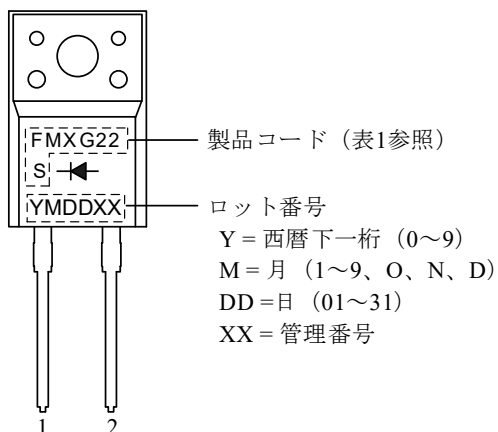 FMXG22
S
YMDDXX
製品コード（表1参照）
ロット番号
Y = 西暦下一桁（0～9）
M = 月（1～9、O、N、D）
DD =日（01～31）
XX = 管理番号
1 2